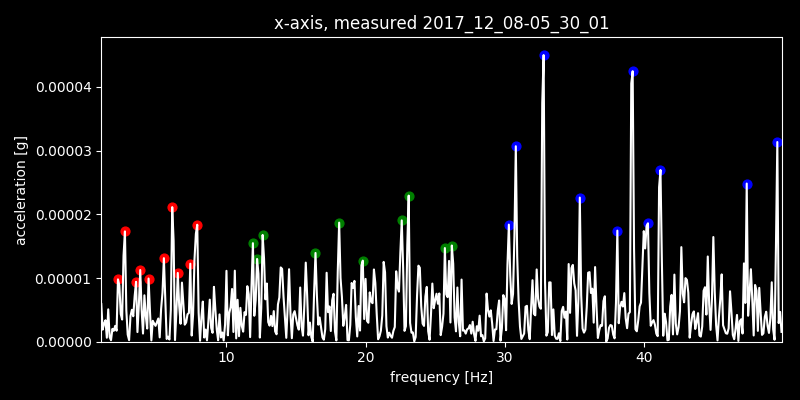 x-axis, measured 2017_12_08-05_30_01
acceleration [g]
0.00004
0.00003
0.00002
0.00001
0.00000
10 20 30 40
frequency [Hz]